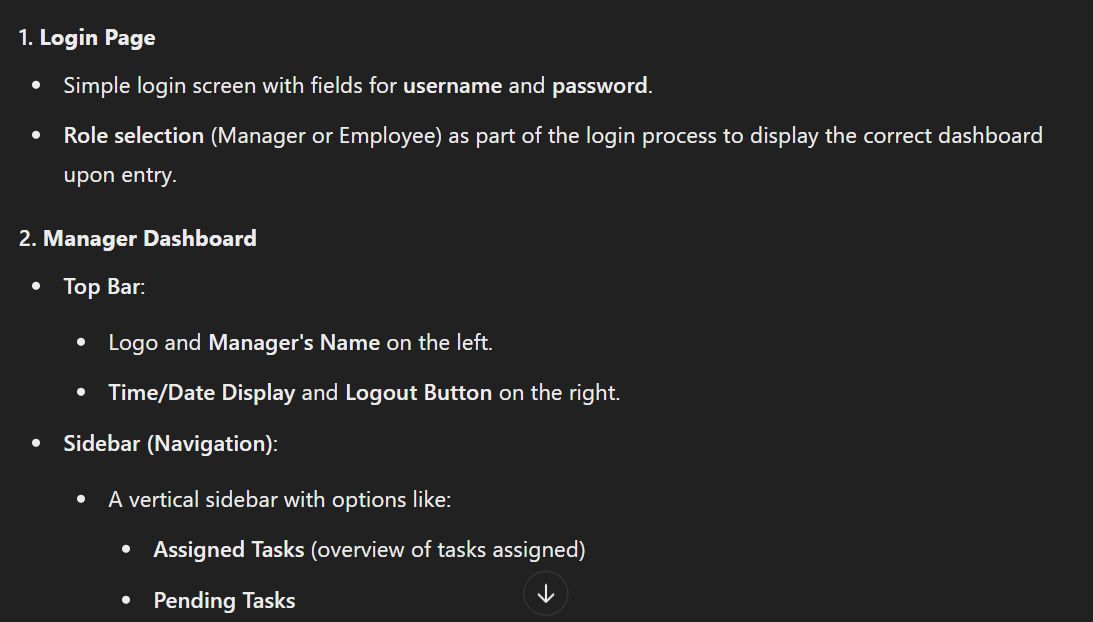 1. Login Page
• Simple login screen with fields for username and password.
• Role selection (Manager or Employee) as part of the login process to display the correct dashboard
upon entry.
2. Manager Dashboard
• Top Bar:
• Logo and Manager's Name on the left.
• Time/Date Display and Logout Button on the right.
• Sidebar (Navigation):
• A vertical sidebar with options like:
• Assigned Tasks (overview of tasks assigned)
• Pending Tasks